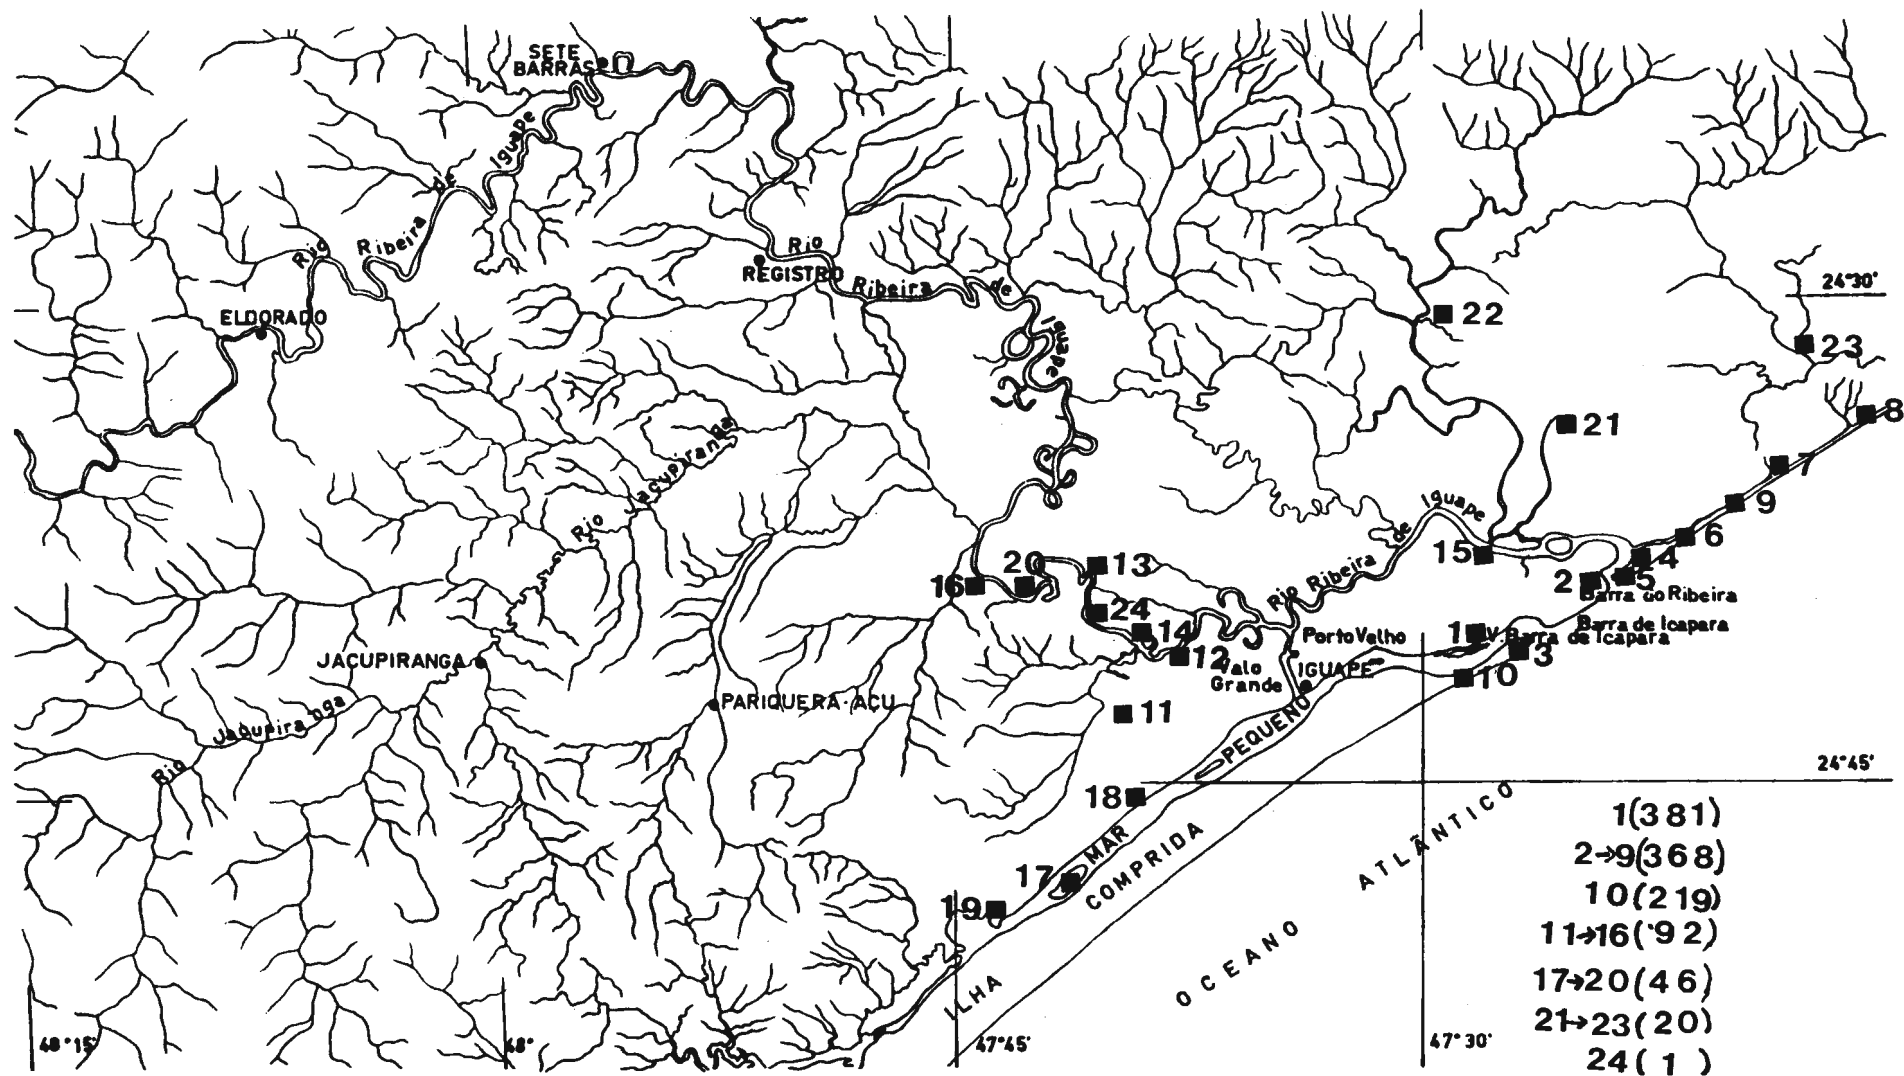 SETE
BARRAS
Rio Ribeira de Iguape
Rio
REGISTRO
Ribeira de Iguape
ELDORADO
24°30'
22
23
8
21
7
9
6
Rio Jacupiranga
Rio Ribeira de Iguape
15
4
2
5
Barra do Ribeira
16
20
13
24
14
12
Porto Velho
1
V. Barra de Icapara
Barra de Icapara
3
10
Valo
Grande
IGUAPE
JACUPIRANGA
PARIQUERA-AÇU
11
Rio Jacupiranga
MAR PEQUENO
24°45'
18
17
19
ILHA COMPRIDA
OCEANO ATLÂNTICO
1(381)
2→9(368)
10(219)
11→16(92)
17→20(46)
21→23(20)
24(1)
48°15'
48°
47°45'
47°30'